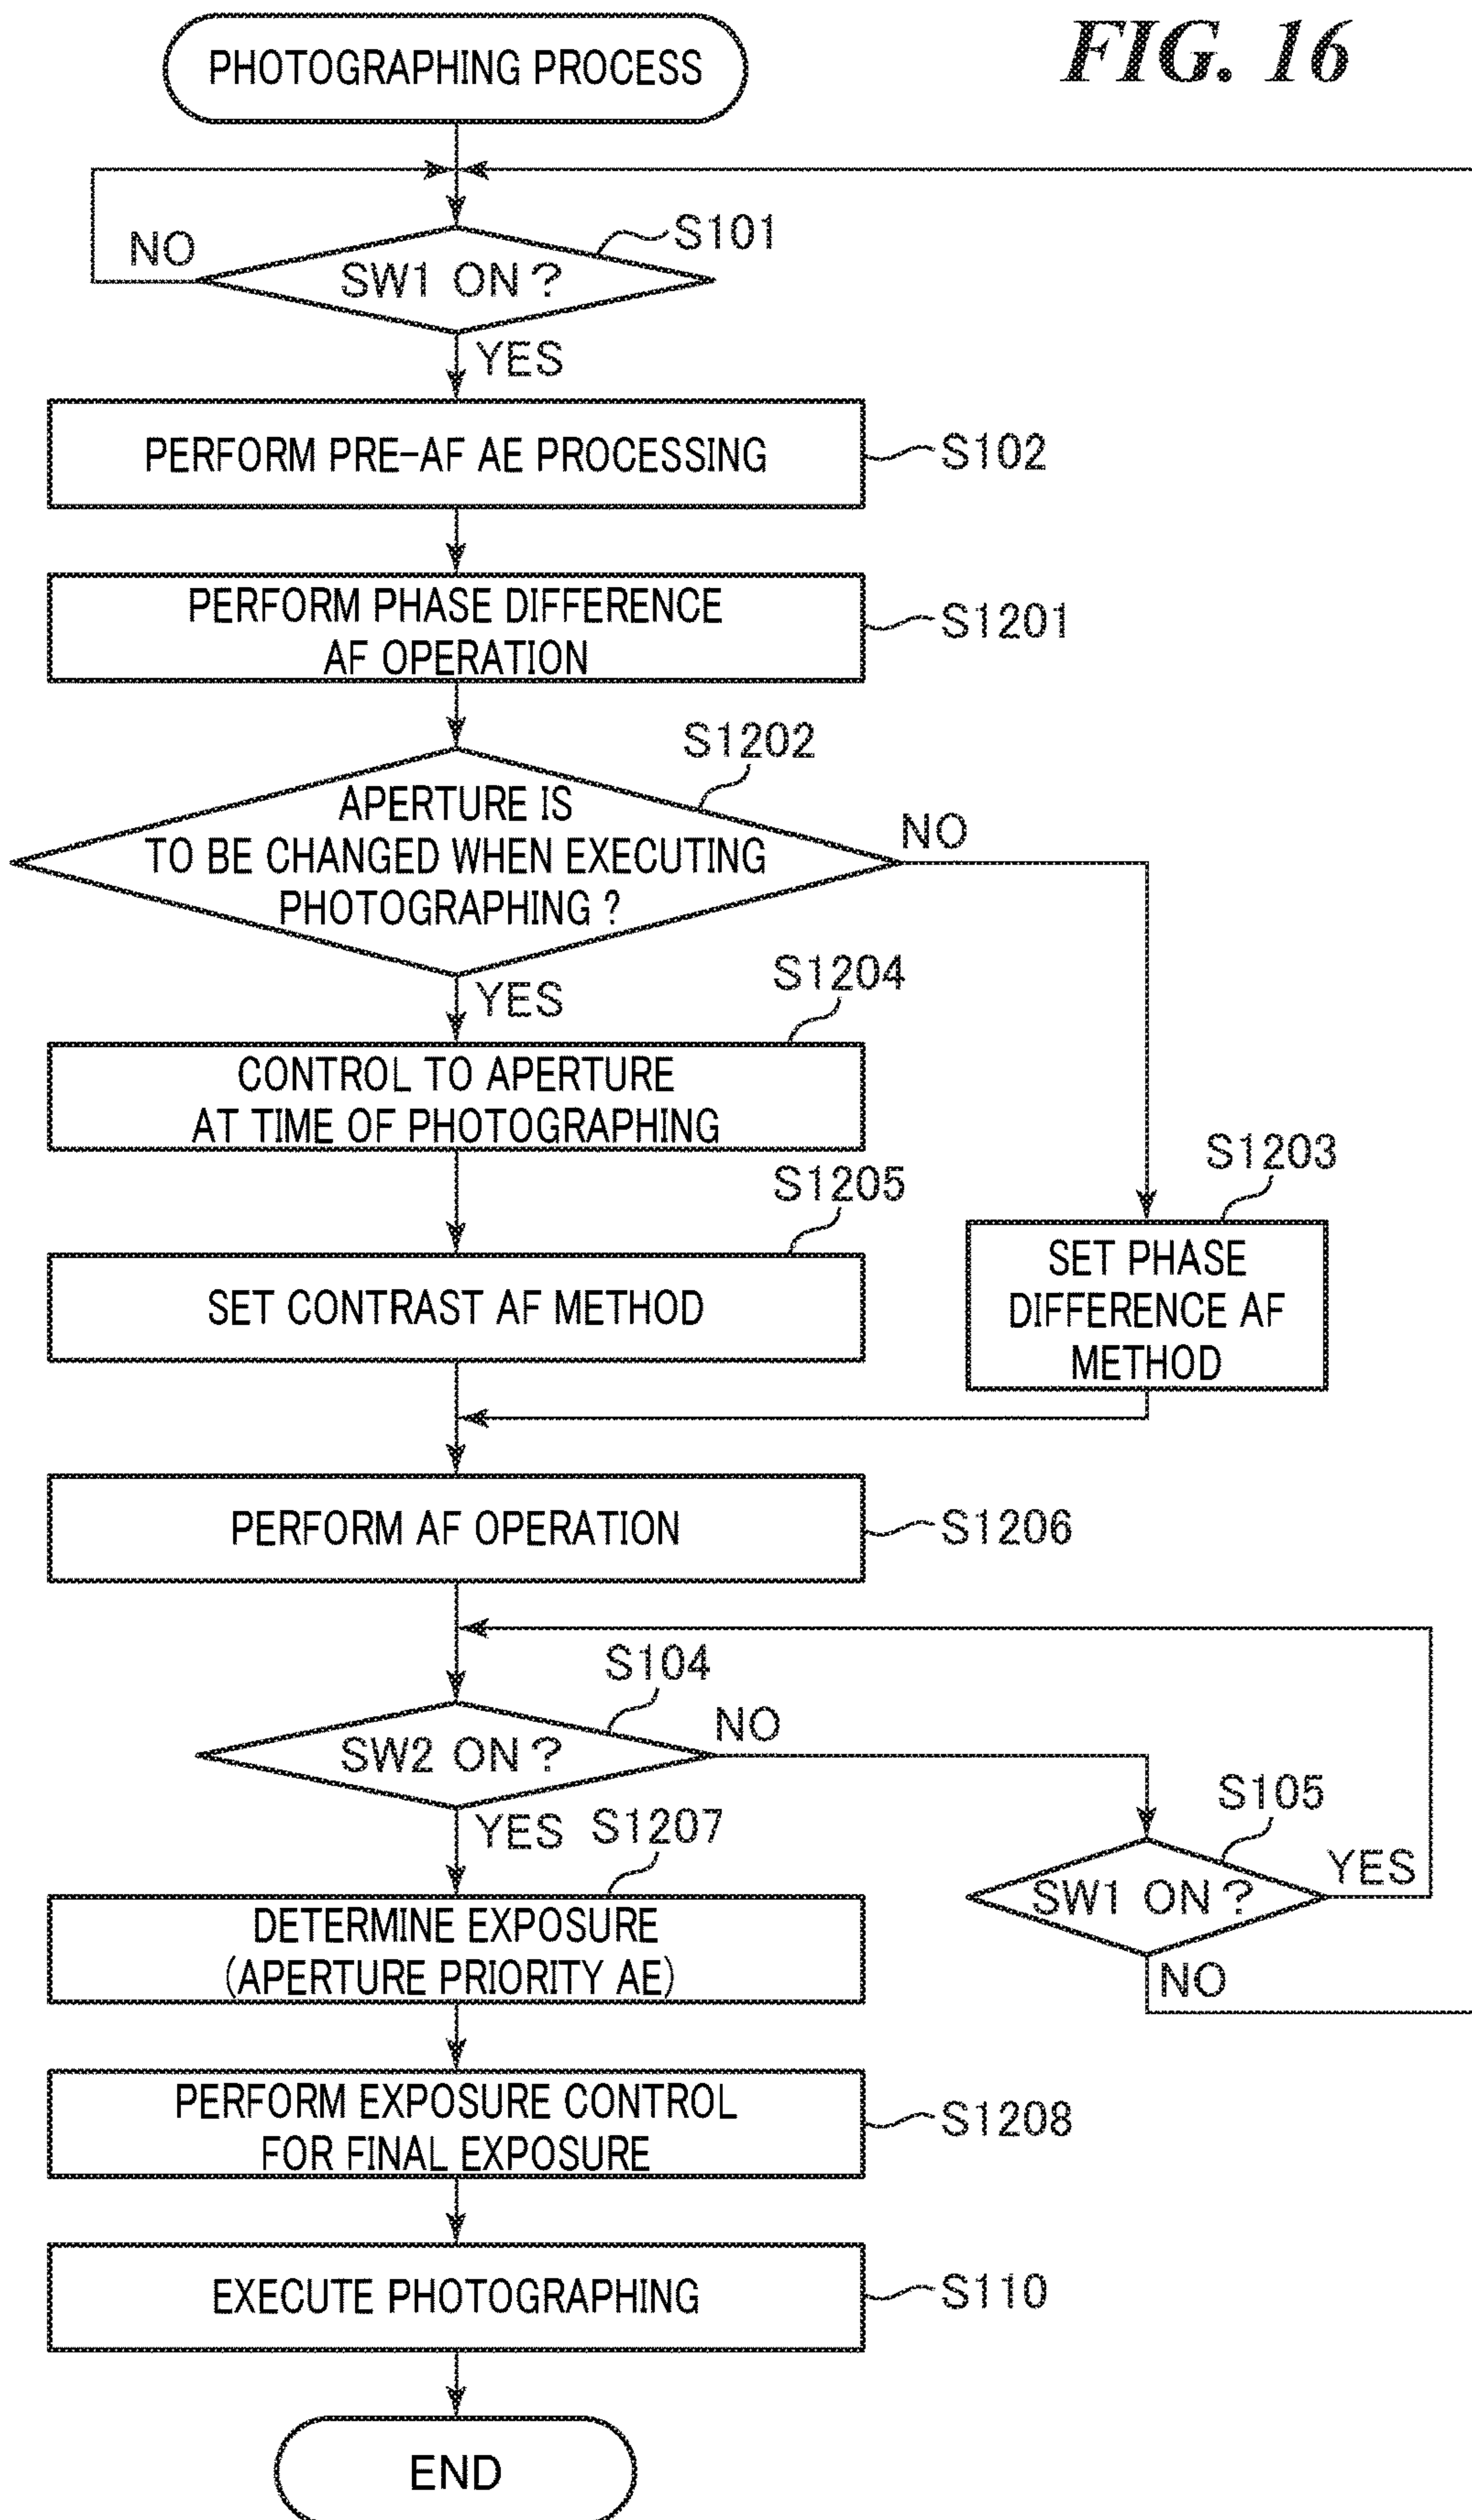 FIG. 16
PHOTOGRAPHING PROCESS
S101
NO
SW1 ON ?
YES
PERFORM PRE-AF AE PROCESSING
S102
PERFORM PHASE DIFFERENCE
AF OPERATION
S1201
S1202
APERTURE IS
TO BE CHANGED WHEN EXECUTING
PHOTOGRAPHING ?
NO
YES
S1204
CONTROL TO APERTURE
AT TIME OF PHOTOGRAPHING
S1203
SET PHASE
DIFFERENCE AF
METHOD
S1205
SET CONTRAST AF METHOD
PERFORM AF OPERATION
S1206
S104
SW2 ON ?
NO
YES
S105
SW1 ON ?
YES
NO
S1207
DETERMINE EXPOSURE
(APERTURE PRIORITY AE)
PERFORM EXPOSURE CONTROL
FOR FINAL EXPOSURE
S1208
EXECUTE PHOTOGRAPHING
S110
END